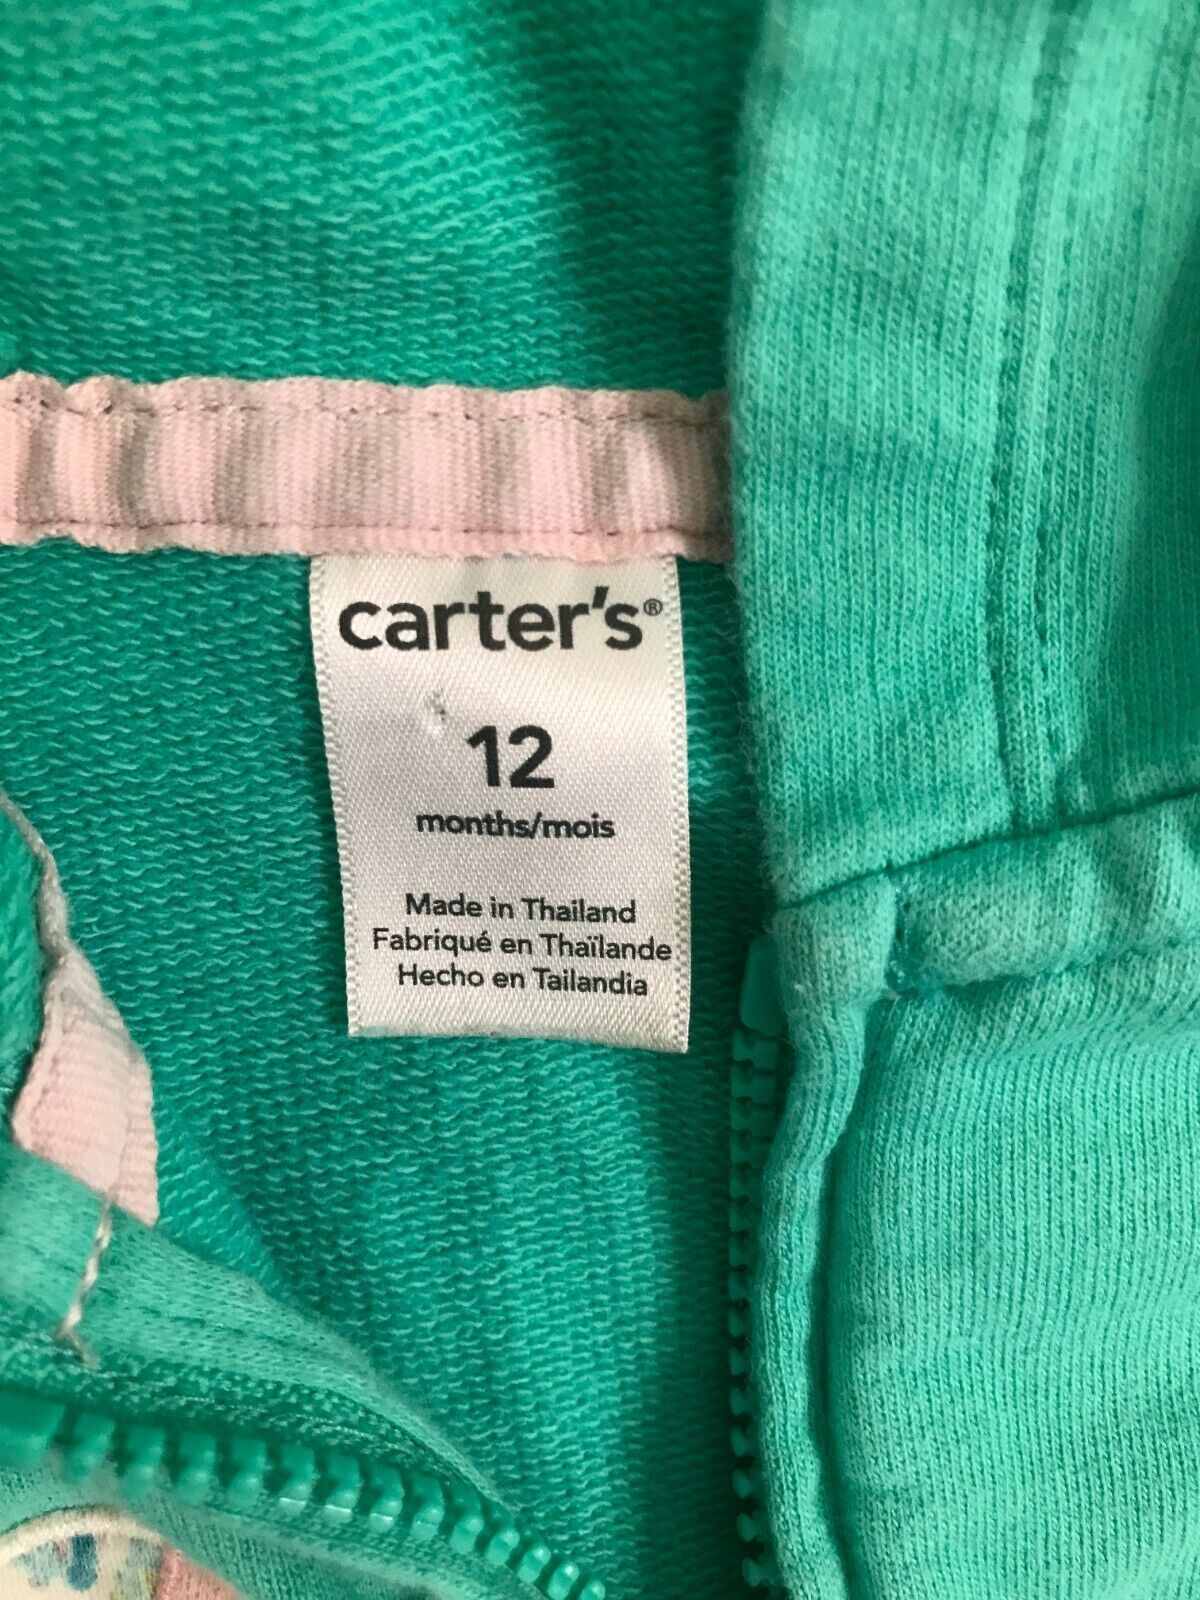 carter's®
12
months/mois
Made in Thailand
Fabriqué en Thaïlande
Hecho en Tailandia